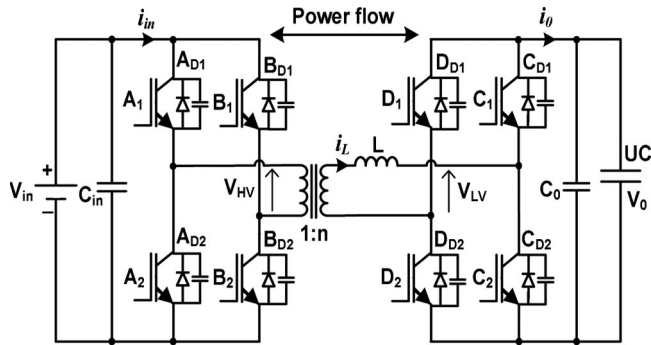 i_in
Power flow
i_0
A_D1
B_D1
D_D1
C_D1
A_1
B_1
D_1
C_1
i_L
L
UC
+
V_in
−
C_in
V_HV
V_LV
C_0
V_0
1:n
A_D2
B_D2
D_D2
C_D2
A_2
B_2
D_2
C_2